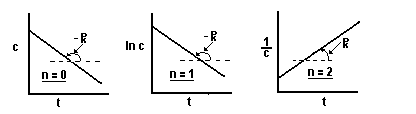 c
-k
n = 0
t
ln c
-k
n = 1
t
1
c
k
n = 2
t